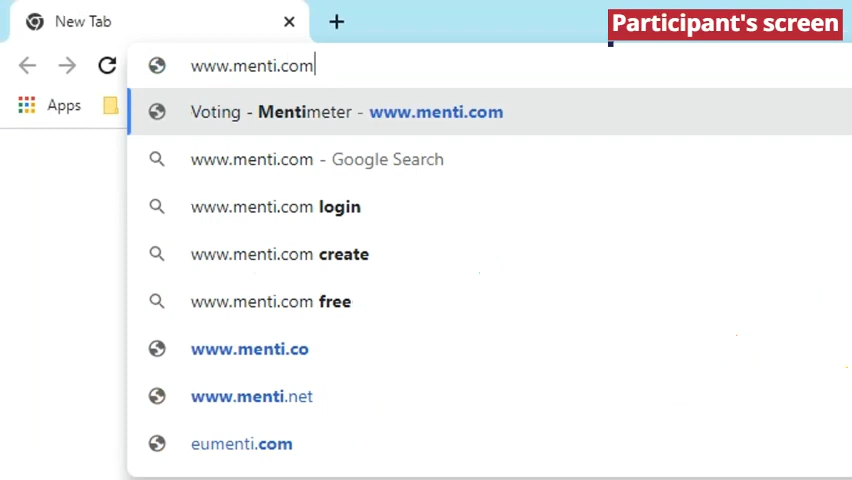 New Tab
Participant's screen
www.menti.com
Apps
Voting - Mentimeter - www.menti.com
www.menti.com - Google Search
www.menti.com login
www.menti.com create
www.menti.com free
www.menti.co
www.menti.net
eumenti.com